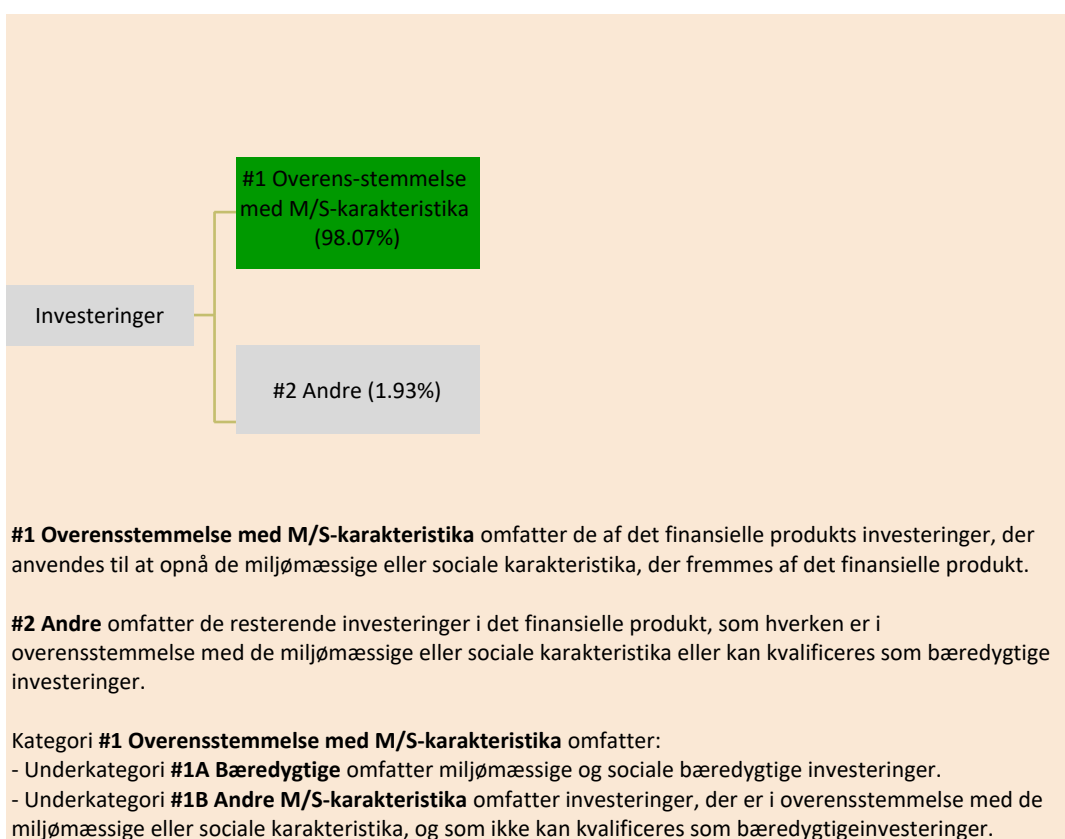 #1 Overens-stemmelse
med M/S-karakteristika
(98.07%)
Investeringer
#2 Andre (1.93%)
#1 Overensstemmelse med M/S-karakteristika omfatter de af det finansielle produkts investeringer, der
anvendes til at opnå de miljømæssige eller sociale karakteristika, der fremmes af det finansielle produkt.
#2 Andre omfatter de resterende investeringer i det finansielle produkt, som hverken er i
overensstemmelse med de miljømæssige eller sociale karakteristika eller kan kvalificeres som bæredygtige
investeringer.
Kategori #1 Overensstemmelse med M/S-karakteristika omfatter:
- Underkategori #1A Bæredygtige omfatter miljømæssige og sociale bæredygtige investeringer.
- Underkategori #1B Andre M/S-karakteristika omfatter investeringer, der er i overensstemmelse med de
miljømæssige eller sociale karakteristika, og som ikke kan kvalificeres som bæredygtigeinvesteringer.